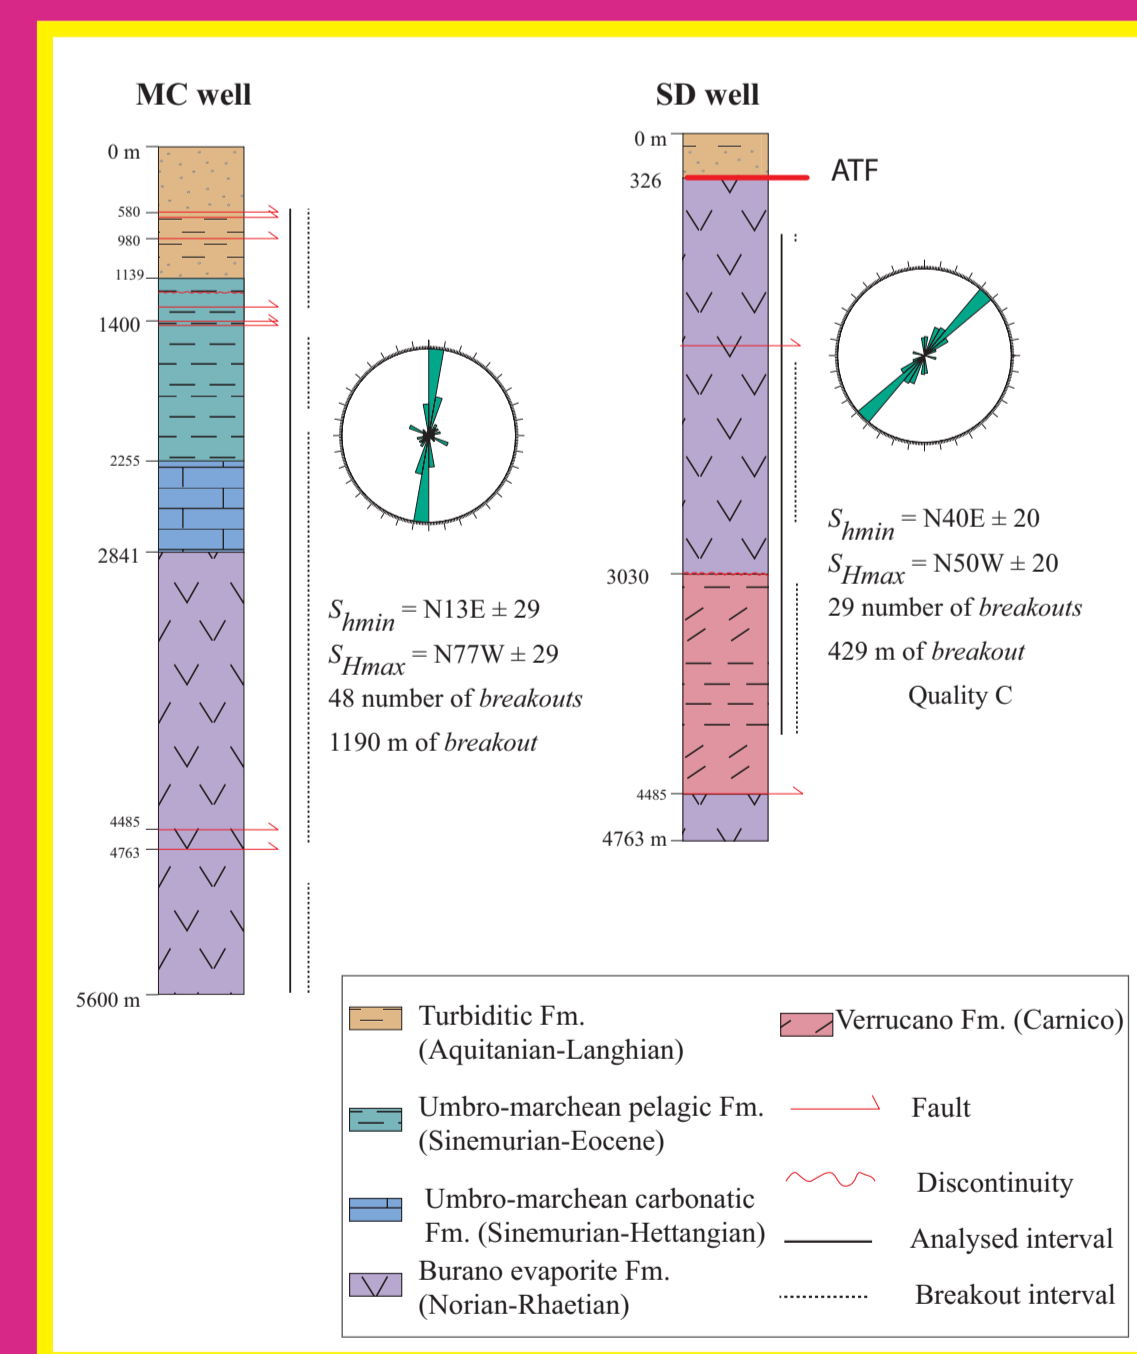 MC well
0 m
580
980
1139
1400
2255
2841
4485
4763
5600 m
Shmin = N13E ± 29
SHmax = N77W ± 29
48 number of breakouts
1190 m of breakout
SD well
0 m
326
ATF
3030
4485
4763 m
Shmin = N40E ± 20
SHmax = N50W ± 20
29 number of breakouts
429 m of breakout
Quality C
Turbiditic Fm.
(Aquitanian-Langhian)
Umbro-marchean pelagic Fm.
(Sinemurian-Eocene)
Umbro-marchean carbonatic
Fm. (Sinemurian-Hettangian)
Burano evaporite Fm.
(Norian-Rhaetian)
Verrucano Fm. (Carnico)
Fault
Discontinuity
Analysed interval
Breakout interval